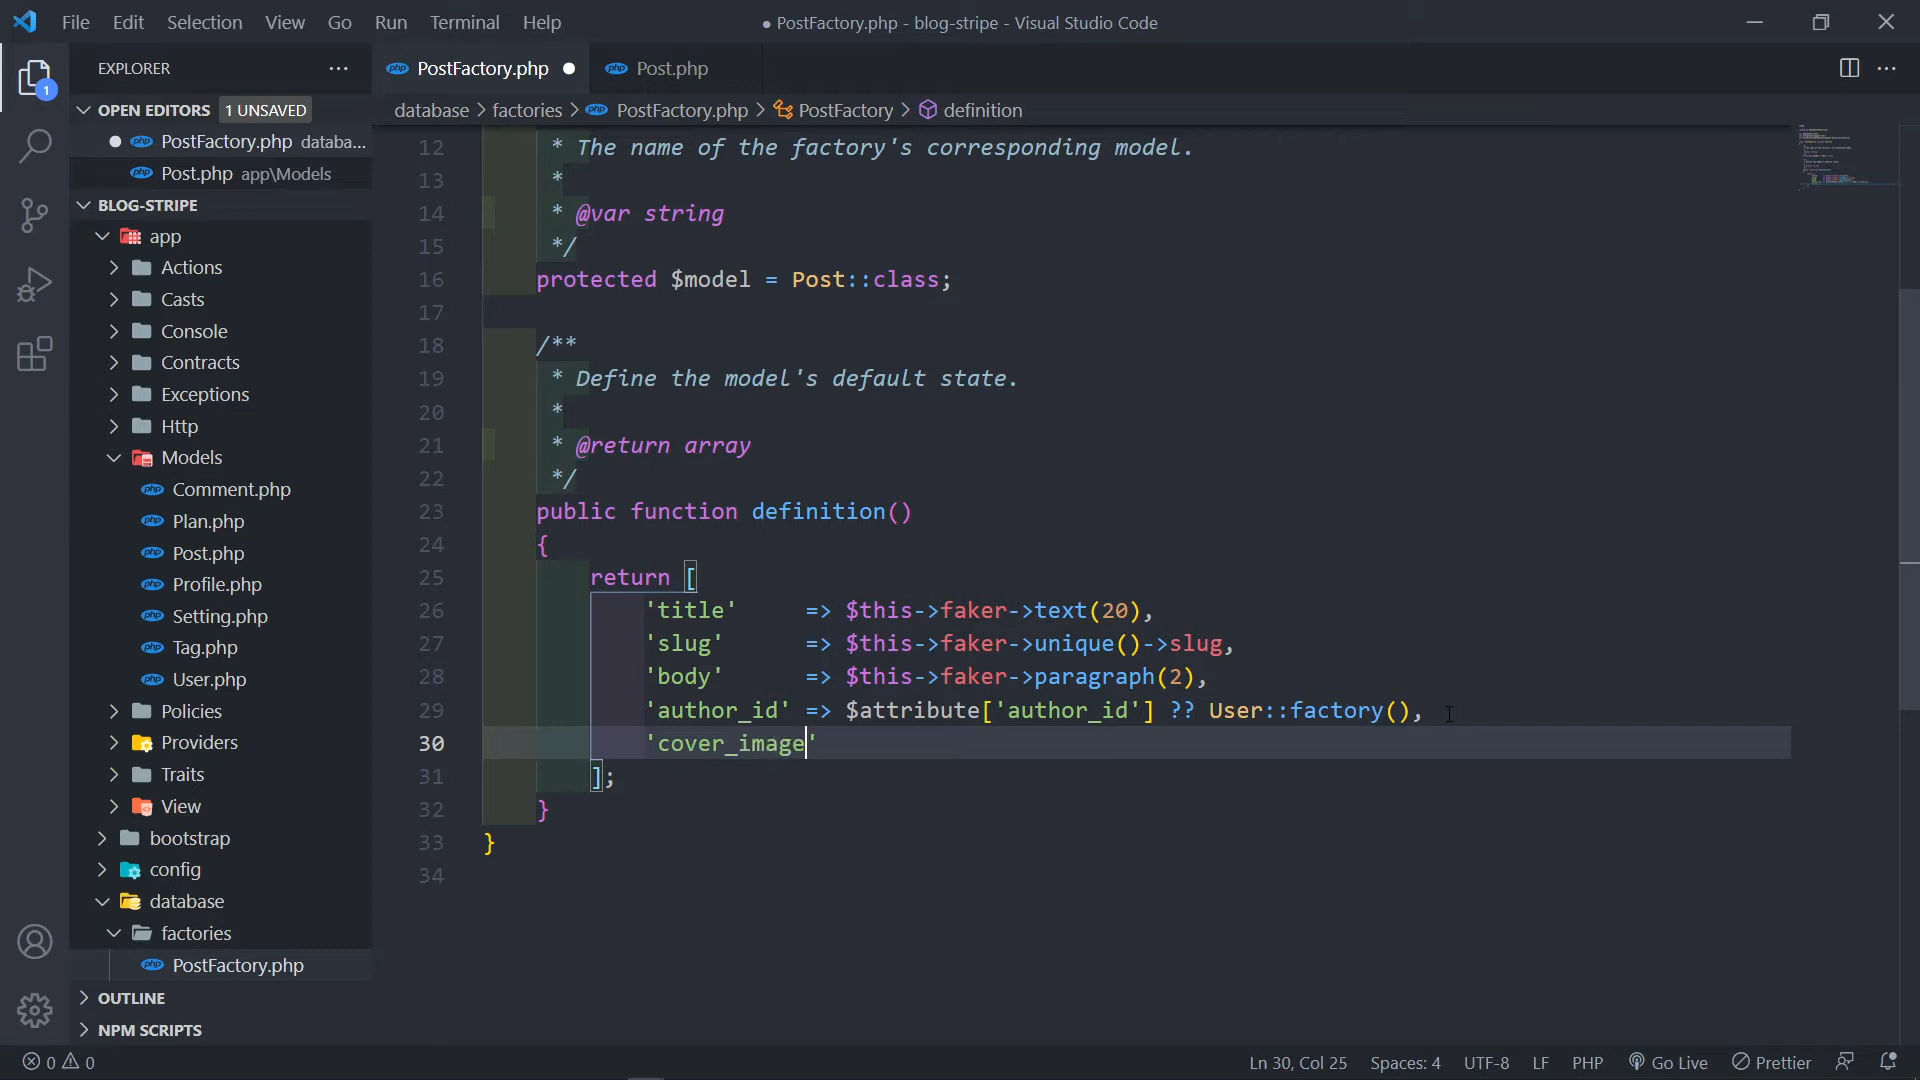 File Edit Selection View Go Run Terminal Help
● PostFactory.php - blog-stripe - Visual Studio Code
EXPLORER
PostFactory.php
Post.php
OPEN EDITORS 1 UNSAVED
database > factories > PostFactory.php > PostFactory > definition
PostFactory.php databa...
Post.php app\Models
BLOG-STRIPE
app
Actions
Casts
Console
Contracts
Exceptions
Http
Models
Comment.php
Plan.php
Post.php
Profile.php
Setting.php
Tag.php
User.php
Policies
Providers
Traits
View
bootstrap
config
database
factories
PostFactory.php
OUTLINE
NPM SCRIPTS
1
12 * The name of the factory's corresponding model.
13 *
14 * @var string
15 */
16 protected $model = Post::class;
17
18 /**
19 * Define the model's default state.
20 *
21 * @return array
22 */
23 public function definition()
24 {
25 return [
26 'title' => $this->faker->text(20),
27 'slug' => $this->faker->unique()->slug,
28 'body' => $this->faker->paragraph(2),
29 'author_id' => $attribute['author_id'] ?? User::factory(),
30 'cover_image'
31 ];
32 }
33 }
34
0 0
Ln 30, Col 25 Spaces: 4 UTF-8 LF PHP Go Live Prettier